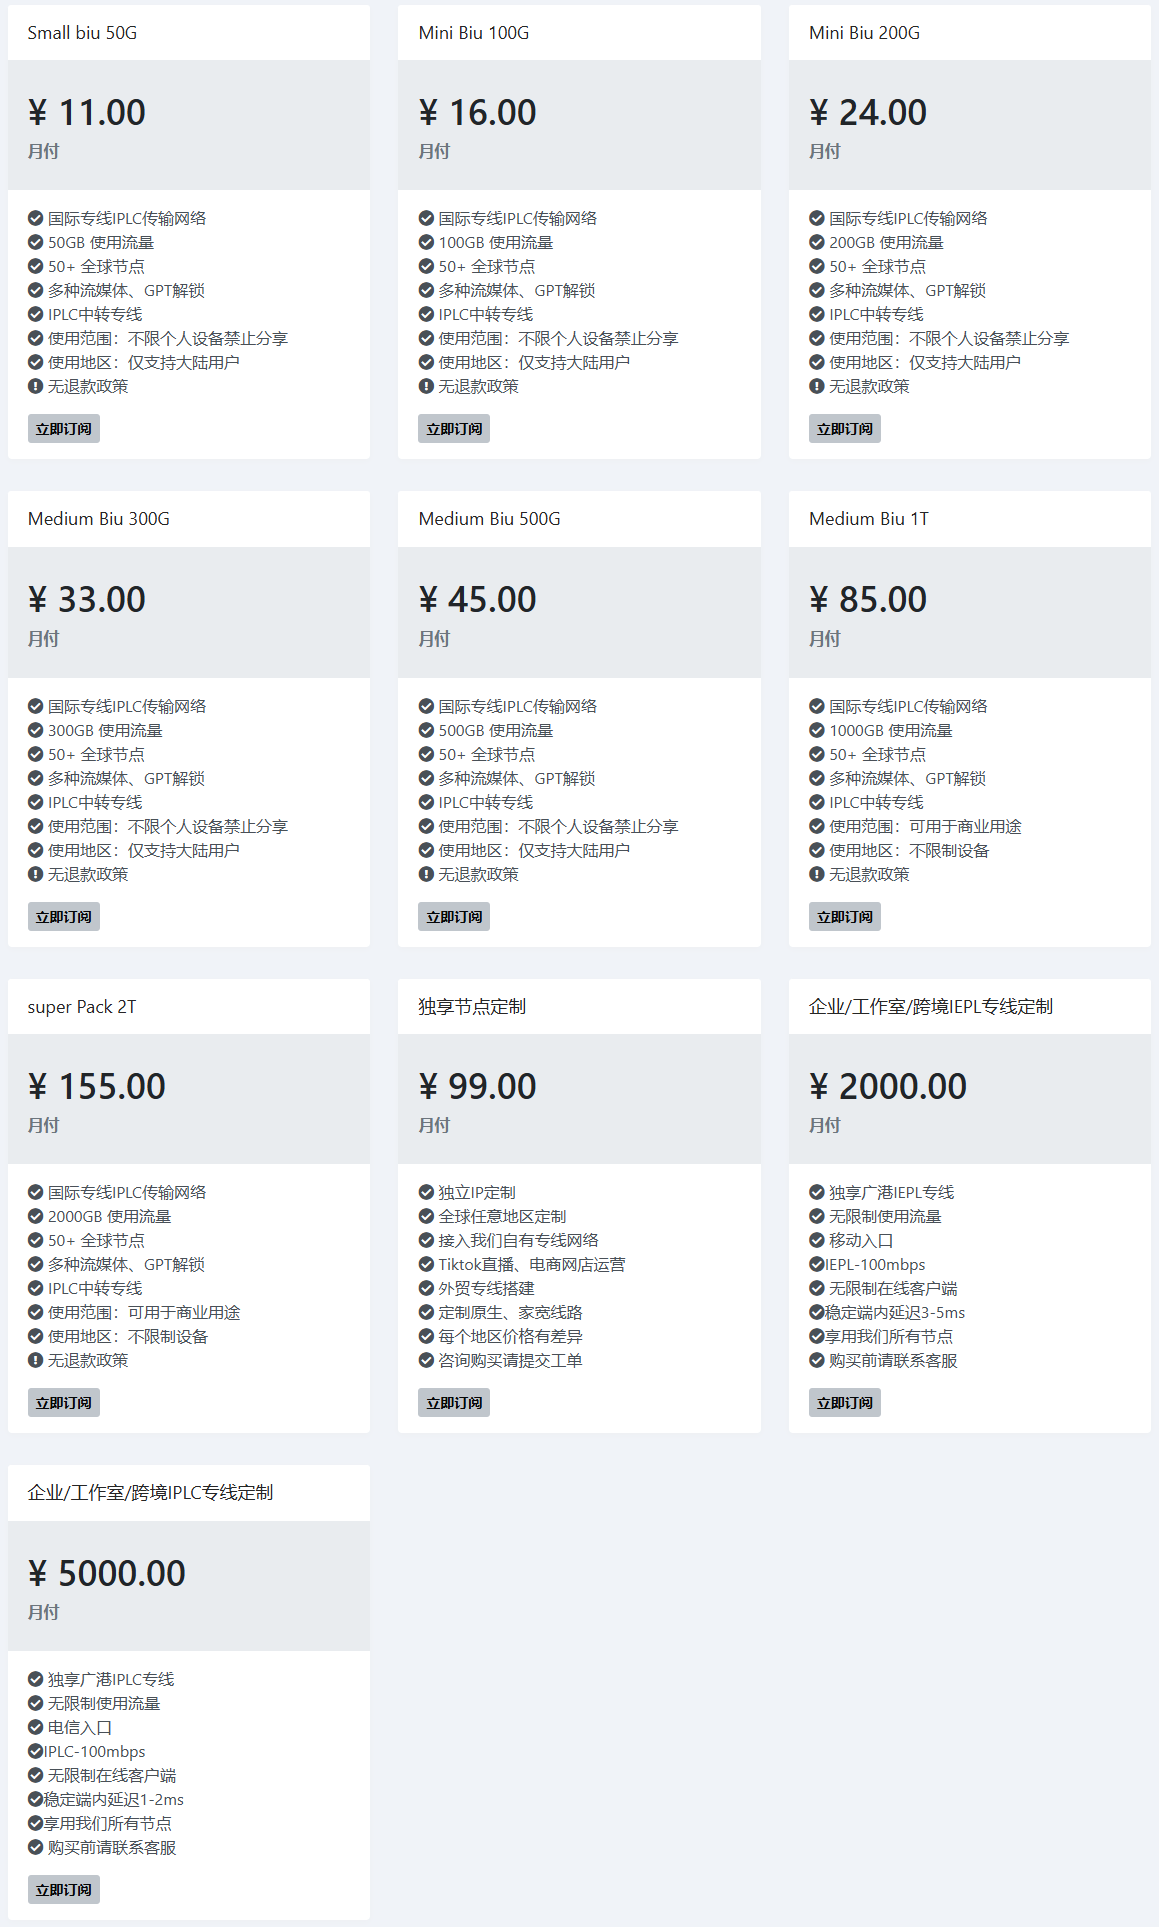 Small biu 50G
¥ 11.00
月付
国际专线IPLC传输网络
50GB 使用流量
50+ 全球节点
多种流媒体、GPT解锁
IPLC中转专线
使用范围：不限个人设备禁止分享
使用地区：仅支持大陆用户
无退款政策
立即订阅
Mini Biu 100G
¥ 16.00
月付
国际专线IPLC传输网络
100GB 使用流量
50+ 全球节点
多种流媒体、GPT解锁
IPLC中转专线
使用范围：不限个人设备禁止分享
使用地区：仅支持大陆用户
无退款政策
立即订阅
Mini Biu 200G
¥ 24.00
月付
国际专线IPLC传输网络
200GB 使用流量
50+ 全球节点
多种流媒体、GPT解锁
IPLC中转专线
使用范围：不限个人设备禁止分享
使用地区：仅支持大陆用户
无退款政策
立即订阅
Medium Biu 300G
¥ 33.00
月付
国际专线IPLC传输网络
300GB 使用流量
50+ 全球节点
多种流媒体、GPT解锁
IPLC中转专线
使用范围：不限个人设备禁止分享
使用地区：仅支持大陆用户
无退款政策
立即订阅
Medium Biu 500G
¥ 45.00
月付
国际专线IPLC传输网络
500GB 使用流量
50+ 全球节点
多种流媒体、GPT解锁
IPLC中转专线
使用范围：不限个人设备禁止分享
使用地区：仅支持大陆用户
无退款政策
立即订阅
Medium Biu 1T
¥ 85.00
月付
国际专线IPLC传输网络
1000GB 使用流量
50+ 全球节点
多种流媒体、GPT解锁
IPLC中转专线
使用范围：可用于商业用途
使用地区：不限制设备
无退款政策
立即订阅
super Pack 2T
¥ 155.00
月付
国际专线IPLC传输网络
2000GB 使用流量
50+ 全球节点
多种流媒体、GPT解锁
IPLC中转专线
使用范围：可用于商业用途
使用地区：不限制设备
无退款政策
立即订阅
独享节点定制
¥ 99.00
月付
独立IP定制
全球任意地区定制
接入我们自有专线网络
Tiktok直播、电商网店运营
外贸专线搭建
定制原生、家宽线路
每个地区价格有差异
咨询购买请提交工单
立即订阅
企业/工作室/跨境IEPL专线定制
¥ 2000.00
月付
独享广港IEPL专线
无限制使用流量
移动入口
IEPL-100mbps
无限制在线客户端
稳定端内延迟3-5ms
享用我们所有节点
购买前请联系客服
立即订阅
企业/工作室/跨境IPLC专线定制
¥ 5000.00
月付
独享广港IPLC专线
无限制使用流量
电信入口
IPLC-100mbps
无限制在线客户端
稳定端内延迟1-2ms
享用我们所有节点
购买前请联系客服
立即订阅